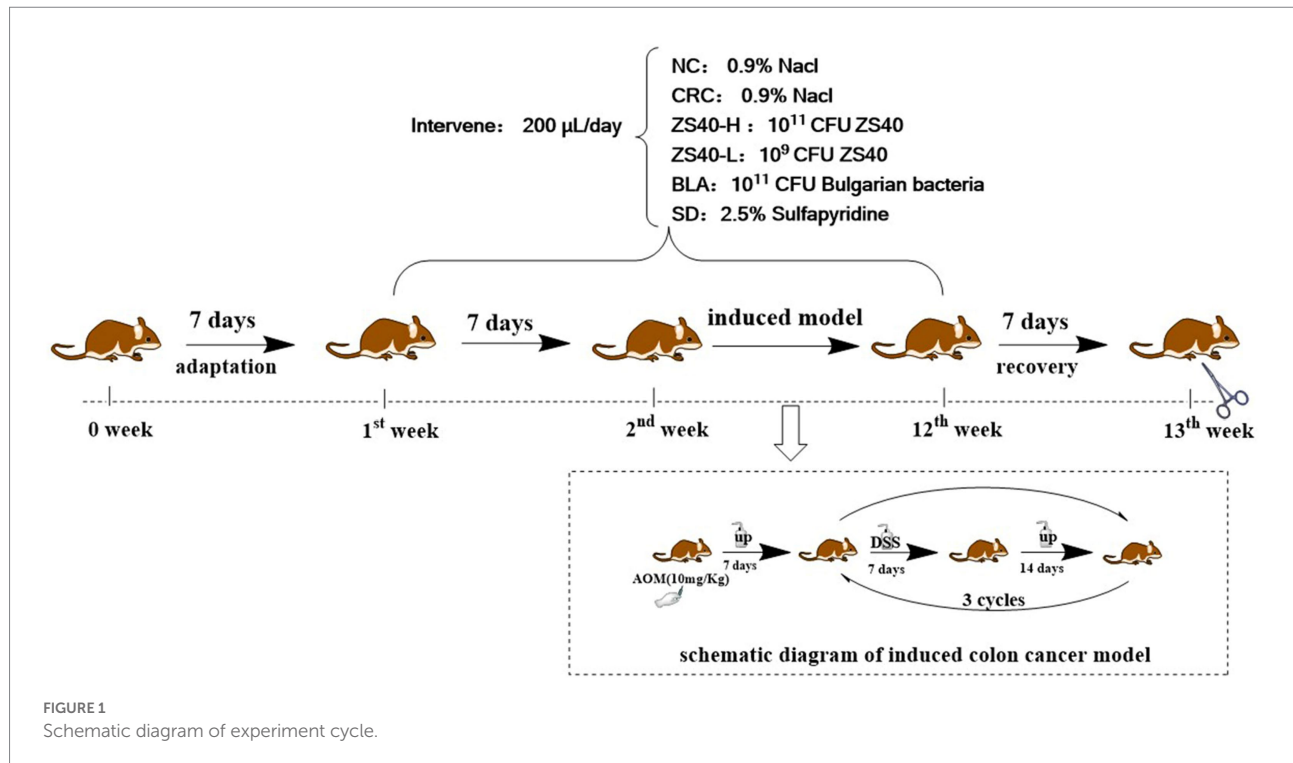 NC: 0.9% Nacl
CRC: 0.9% Nacl
Intervene: 200 µL/day
ZS40-H : 10¹¹ CFU ZS40
ZS40-L: 10⁹ CFU ZS40
BLA: 10¹¹ CFU Bulgarian bacteria
SD: 2.5% Sulfapyridine
7 days
adaptation
7 days
induced model
7 days
recovery
0 week
1ˢᵗ week
2ⁿᵈ week
12ᵗʰ week
13ᵗʰ week
AOM(10mg/Kg)
up
7 days
DSS
7 days
up
14 days
3 cycles
schematic diagram of induced colon cancer model
FIGURE 1
Schematic diagram of experiment cycle.